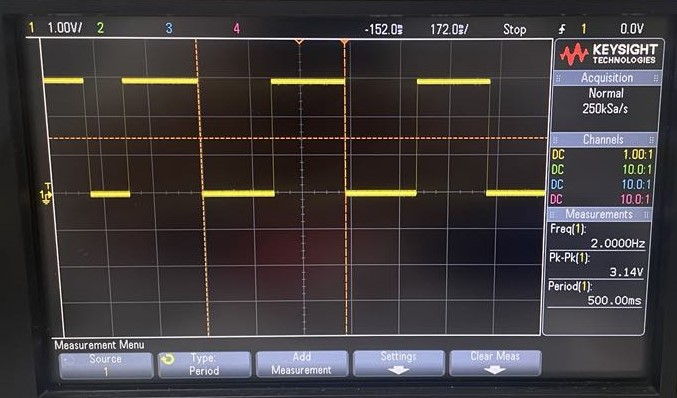 1 1.00V/ 2 3 4 -152.0ms 172.0ms/ Stop 1 0.0V
KEYSIGHT
TECHNOLOGIES
Acquisition
Normal
250kSa/s
Channels
DC 1.00:1
DC 10.0:1
DC 10.0:1
DC 10.0:1
Measurements
Freq(1):
2.0000Hz
Pk-Pk(1):
3.14V
Period(1):
500.00ms
T
1
Measurement Menu
Source
1
Type:
Period
Add
Measurement
Settings
Clear Meas